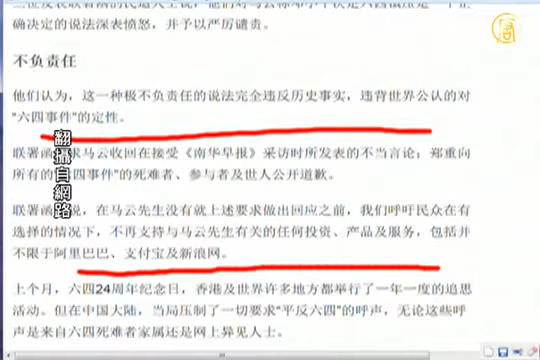 确决定的说法深表愤怒，并予以严厉谴责。
不负责任
他们认为，这一种极不负责任的说法完全违反历史事实，违背世界公认的对
“六四事件”的定性。
联署函 求马云收回在接受《南华早报》采访时所发表的不当言论；郑重向
所有的 四事件”的死难者、参与者及世人公开道歉。
联署函 说，在马云先生没有就上述要求做出回应之前，我们呼吁民众在有
选择的情况下，不再支持与马云先生有关的任何投资、产品及服务，包括并
不限于阿里巴巴、支付宝及新浪网。
上个月，六四24周年纪念日，香港及世界许多地方都举行了一年一度的追思
活动。但在中国大陆，当局压制了一切要求“平反六四”的呼声，无论这些呼
声是来自六四死难者家属还是网上异见人士。
翻攝自網路